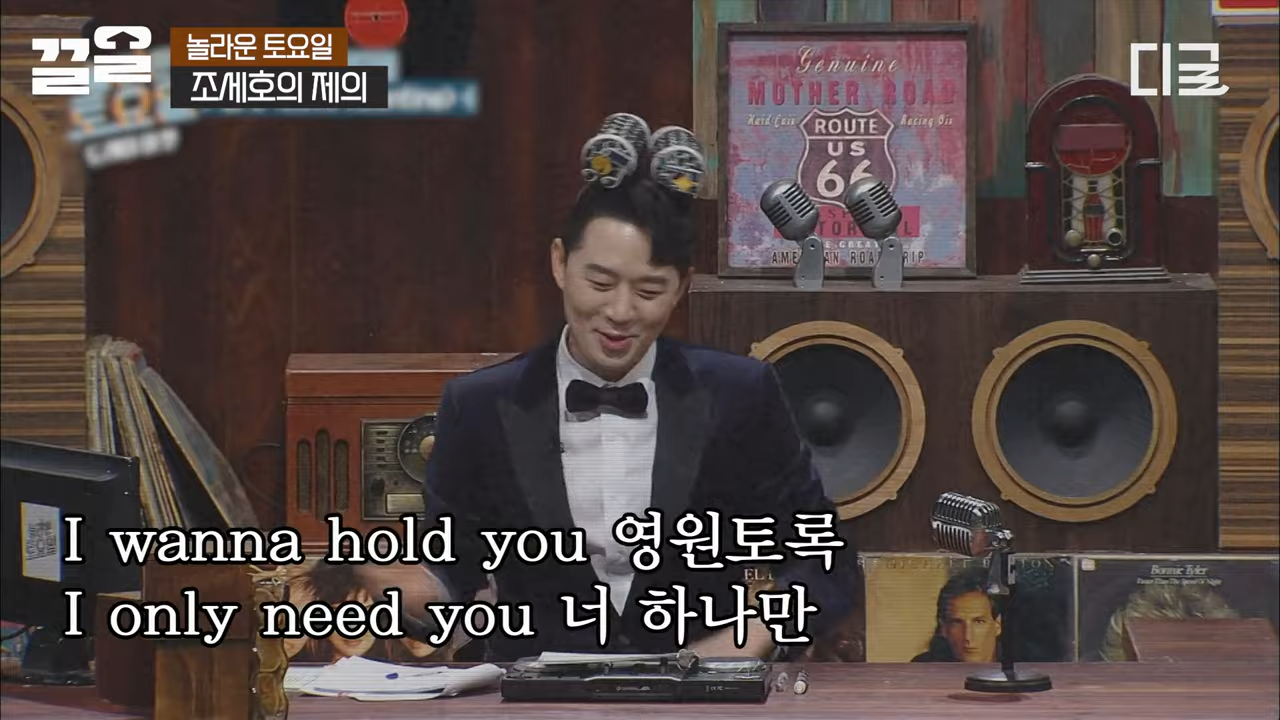 끌올
놀라운 토요일
조세호의 제의
디글
Genuine
MOTHER ROAD
ROUTE
US
66
AMERICAN ROAD TRIP
I wanna hold you 영원토록
I only need you 너 하나만
Bonnie Tyler